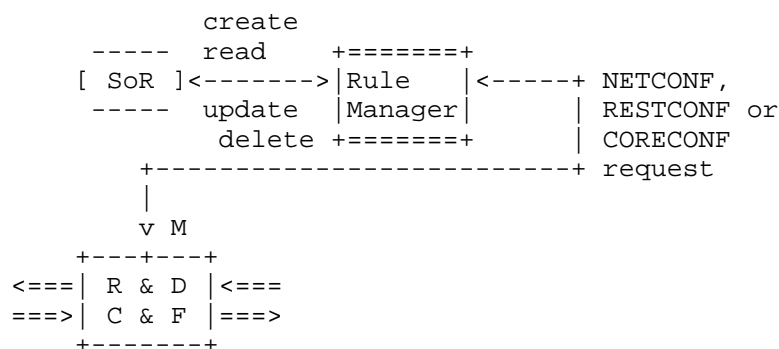 create
       -----  read     +=======+
      [ SoR ]<------->|Rule   |<-----+ NETCONF,
       -----  update  |Manager|      | RESTCONF or
               delete +=======+      | CORECONF
          +--------------------------+ request
          |
          v M
      +---+---+
  <===| R & D |<===
  ===>| C & F |===>
      +-------+